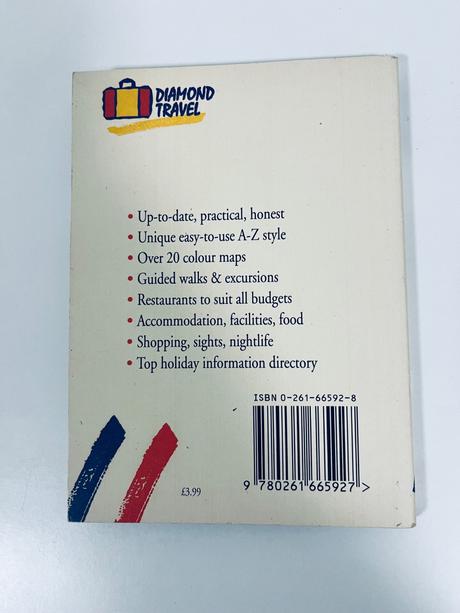 DIAMOND
TRAVEL
• Up-to-date, practical, honest
• Unique easy-to-use A-Z style
• Over 20 colour maps
• Guided walks & excursions
• Restaurants to suit all budgets
• Accommodation, facilities, food
• Shopping, sights, nightlife
• Top holiday information directory
ISBN 0-261-66592-8
9 780261 665927 >
£3.99